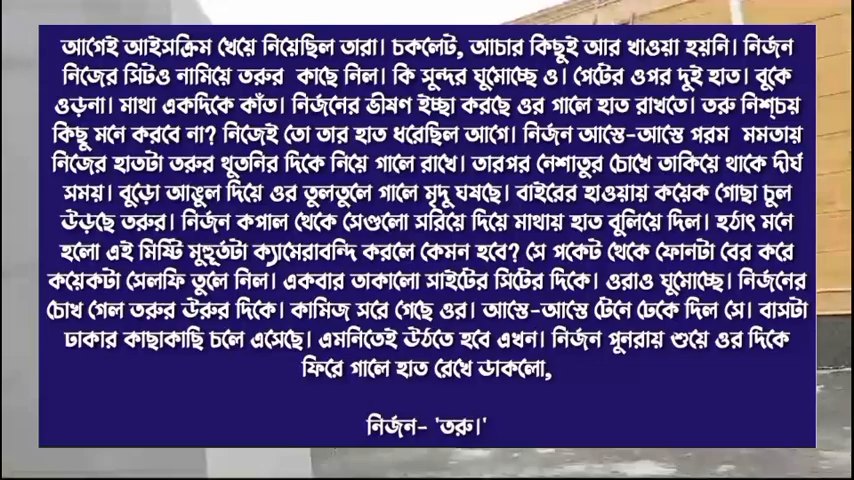 আগেই আইসক্রিম খেয়ে নিয়েছিল তারা। চকলেট, আচার কিছুই আর খাওয়া হয়নি। নির্জন
নিজের সিটও নামিয়ে তরুর কাছে নিল। কি সুন্দর ঘুমোচ্ছে ও। পেটের ওপর দুই হাত। বুকে
ওড়না। মাথা একদিকে কাঁত। নির্জনের ভীষণ ইচ্ছা করছে ওর গালে হাত রাখতে। তরু নিশ্চয়
কিছু মনে করবে না? নিজেই তো তার হাত ধরেছিল আগে। নির্জন আস্তে-আস্তে পরম মমতায়
নিজের হাতটা তরুর থুতনির দিকে নিয়ে গালে রাখে। তারপর নেশাতুর চোখে তাকিয়ে থাকে দীর্ঘ
সময়। বুড়ো আঙুল দিয়ে ওর তুলতুলে গালে মৃদু ঘষছে। বাইরের হাওয়ায় কয়েক গোছা চুল
উড়ছে তরুর। নির্জন কপাল থেকে সেগুলো সরিয়ে দিয়ে মাথায় হাত বুলিয়ে দিল। হঠাৎ মনে
হলো এই মিষ্টি মুহূর্তটা ক্যামেরাবন্দি করলে কেমন হবে? সে পকেট থেকে ফোনটা বের করে
কয়েকটা সেলফি তুলে নিল। একবার তাকালো সাইটের সিটের দিকে। ওরাও ঘুমোচ্ছে। নির্জনের
চোখ গেল তরুর উরুর দিকে। কামিজ সরে গেছে ওর। আস্তে-আস্তে টেনে ঢেকে দিল সে। বাসটা
ঢাকার কাছাকাছি চলে এসেছে। এমনিতেই উঠতে হবে এখন। নির্জন পুনরায় শুয়ে ওর দিকে
ফিরে গালে হাত রেখে ডাকলো,
নির্জন- 'তরু।'